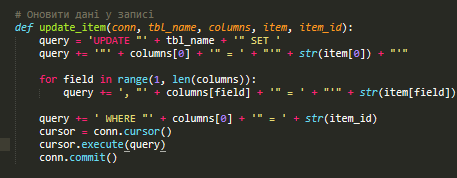 # Оновити дані у записі
def update_item(conn, tbl_name, columns, item, item_id):
    query = 'UPDATE "' + tbl_name + '" SET '
    query += '"' + columns[0] + '" = ' + "'" + str(item[0]) + "'"
    for field in range(1, len(columns)):
        query += ', "' + columns[field] + '" = ' + "'" + str(item[field])
    query += ' WHERE "' + columns[0] + '" = ' + str(item_id)
    cursor = conn.cursor()
    cursor.execute(query)
    conn.commit()